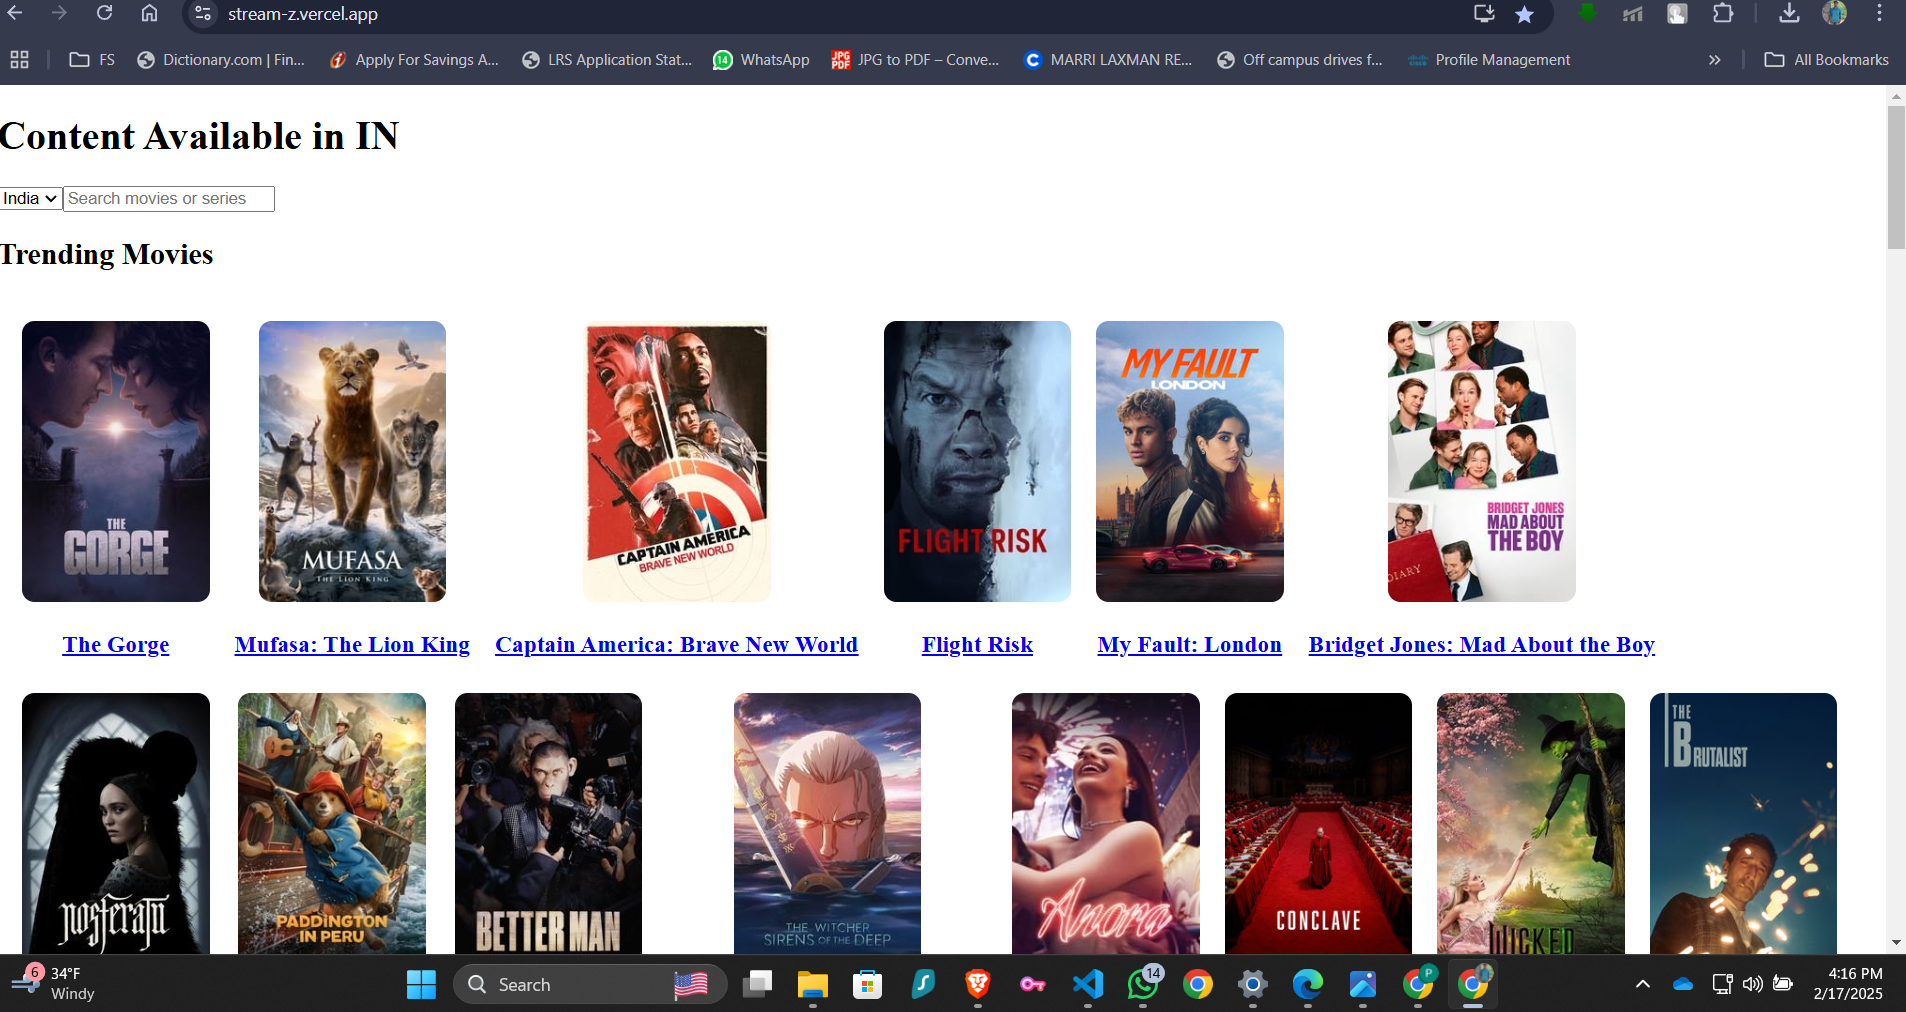 stream-z.vercel.app
FS
Dictionary.com | Fin...
Apply For Savings A...
LRS Application Stat...
14
WhatsApp
JPG
PDF
JPG to PDF – Conve...
C
MARRI LAXMAN RE...
Off campus drives f...
Profile Management
»
All Bookmarks
Content Available in IN
India
Search movies or series
Trending Movies
THE
GORGE
MUFASA
THE LION KING
CAPTAIN AMERICA
BRAVE NEW WORLD
FLIGHT RISK
MY FAULT
LONDON
BRIDGET JONES
MAD ABOUT
THE BOY
DIARY
The Gorge
Mufasa: The Lion King
Captain America: Brave New World
Flight Risk
My Fault: London
Bridget Jones: Mad About the Boy
nosferatu
PADDINGTON
IN PERU
BETTER MAN
THE WITCHER
SIRENS OF THE DEEP
Anora
CONCLAVE
WICKED
THE
BRUTALIST
6
34°F
Windy
Search
14
P
4:16 PM
2/17/2025